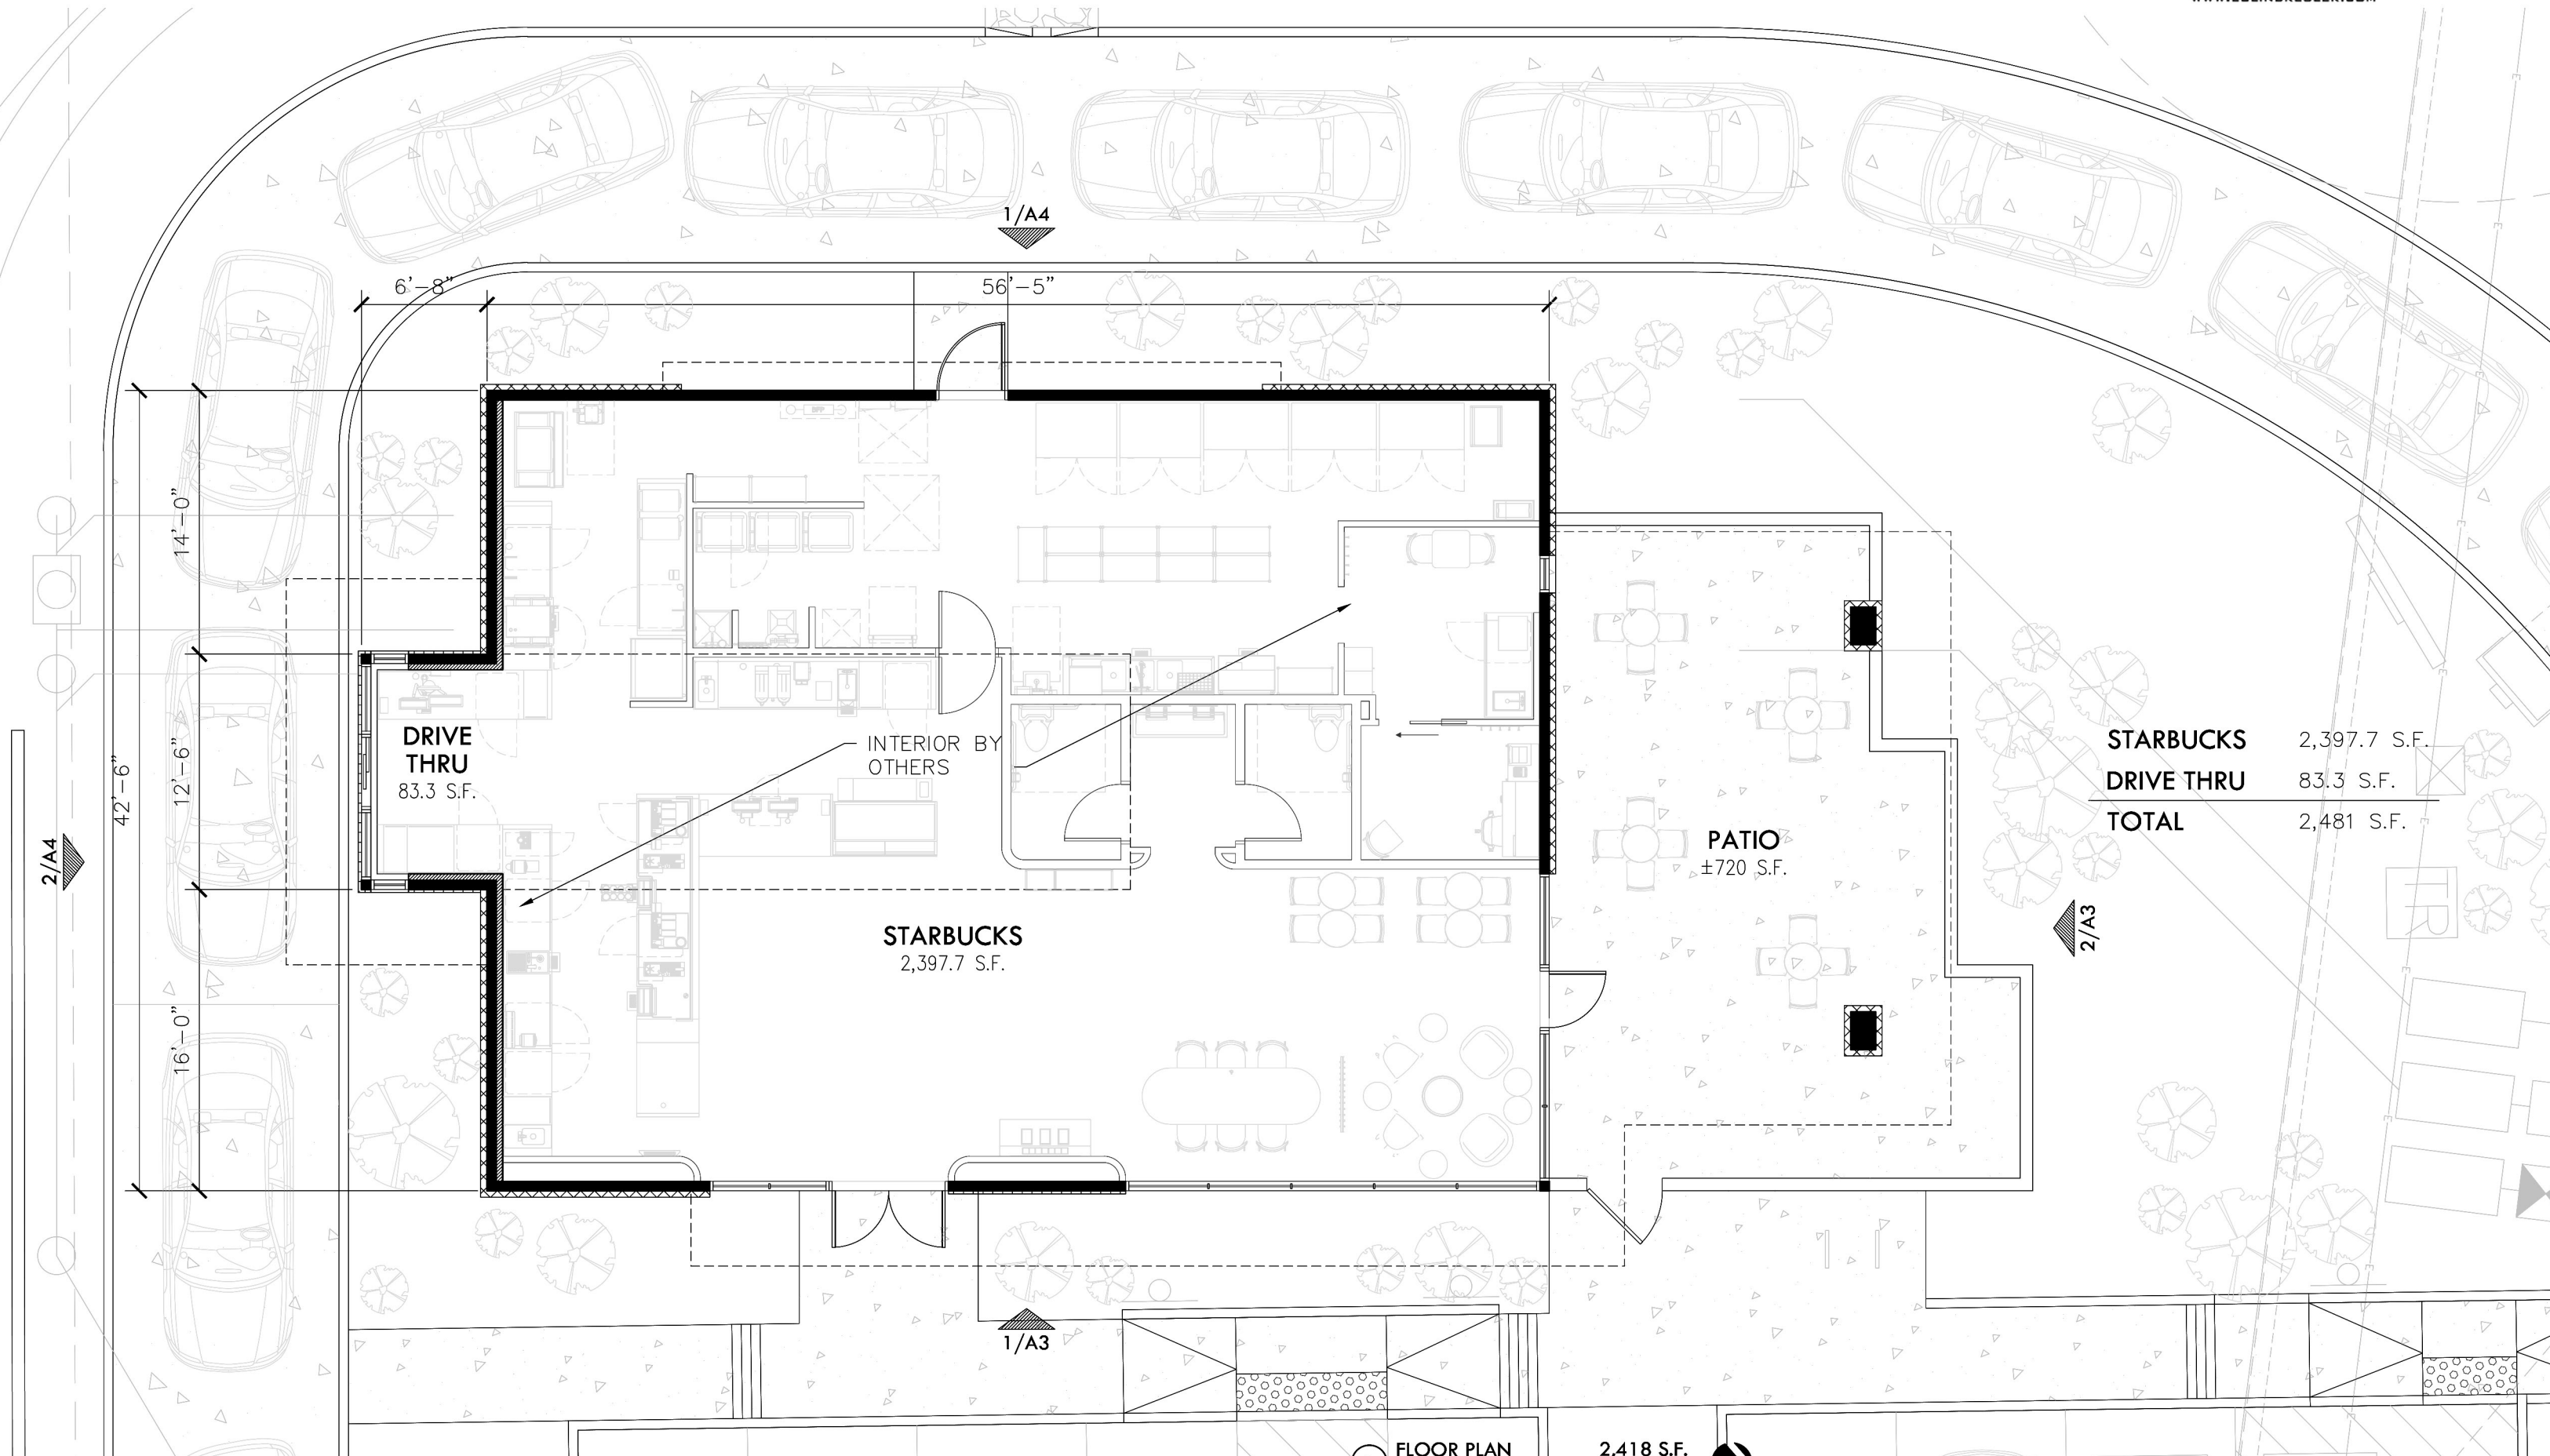 1/A4
6'-8"
56'-5"
14'-0"
12'-6"
42'-6"
16'-0"
2/A4
DRIVE
THRU
83.3 S.F.
INTERIOR BY
OTHERS
STARBUCKS
2,397.7 S.F.
PATIO
±720 S.F.
STARBUCKS 2,397.7 S.F.
DRIVE THRU 83.3 S.F.
TOTAL 2,481 S.F.
2/A3
TR
1/A3
FLOOR PLAN 2,418 S.F.